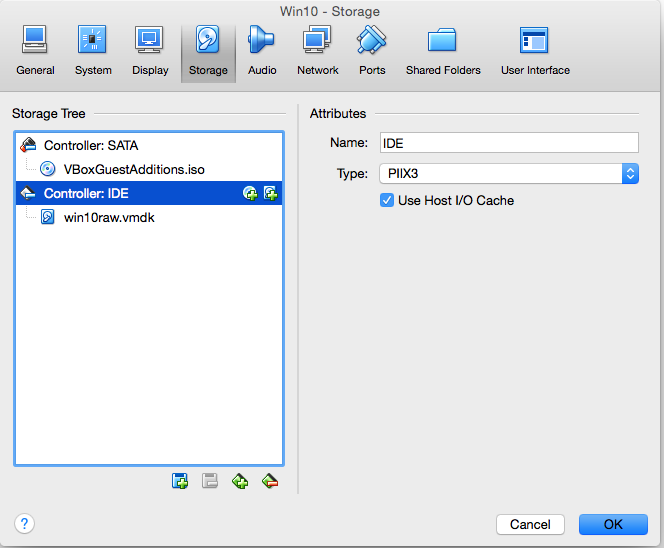 Win10 - Storage
General System Display Storage Audio Network Ports Shared Folders User Interface
Storage Tree
Controller: SATA
VBoxGuestAdditions.iso
Controller: IDE
win10raw.vmdk
Attributes
Name: IDE
Type: PIIX3
Use Host I/O Cache
?
Cancel OK